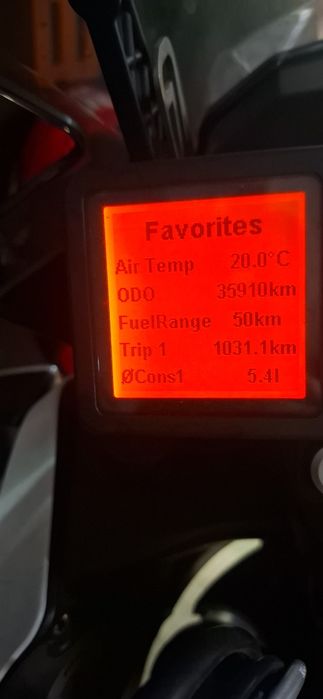 Favorites
Air Temp 20.0°C
ODO 35910km
FuelRange 50km
Trip 1 1031.1km
ØCons1 5.4l